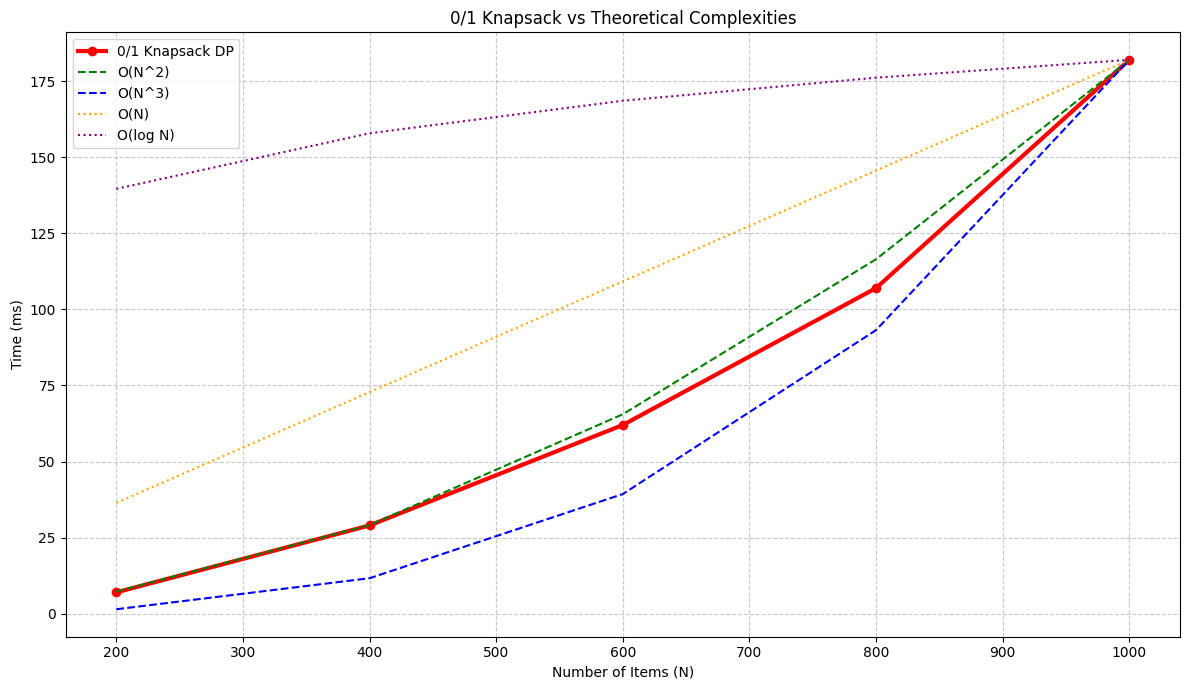 0/1 Knapsack vs Theoretical Complexities
0/1 Knapsack DP
O(N^2)
O(N^3)
O(N)
O(log N)
Time (ms)
175
150
125
100
75
50
25
0
200 300 400 500 600 700 800 900 1000
Number of Items (N)